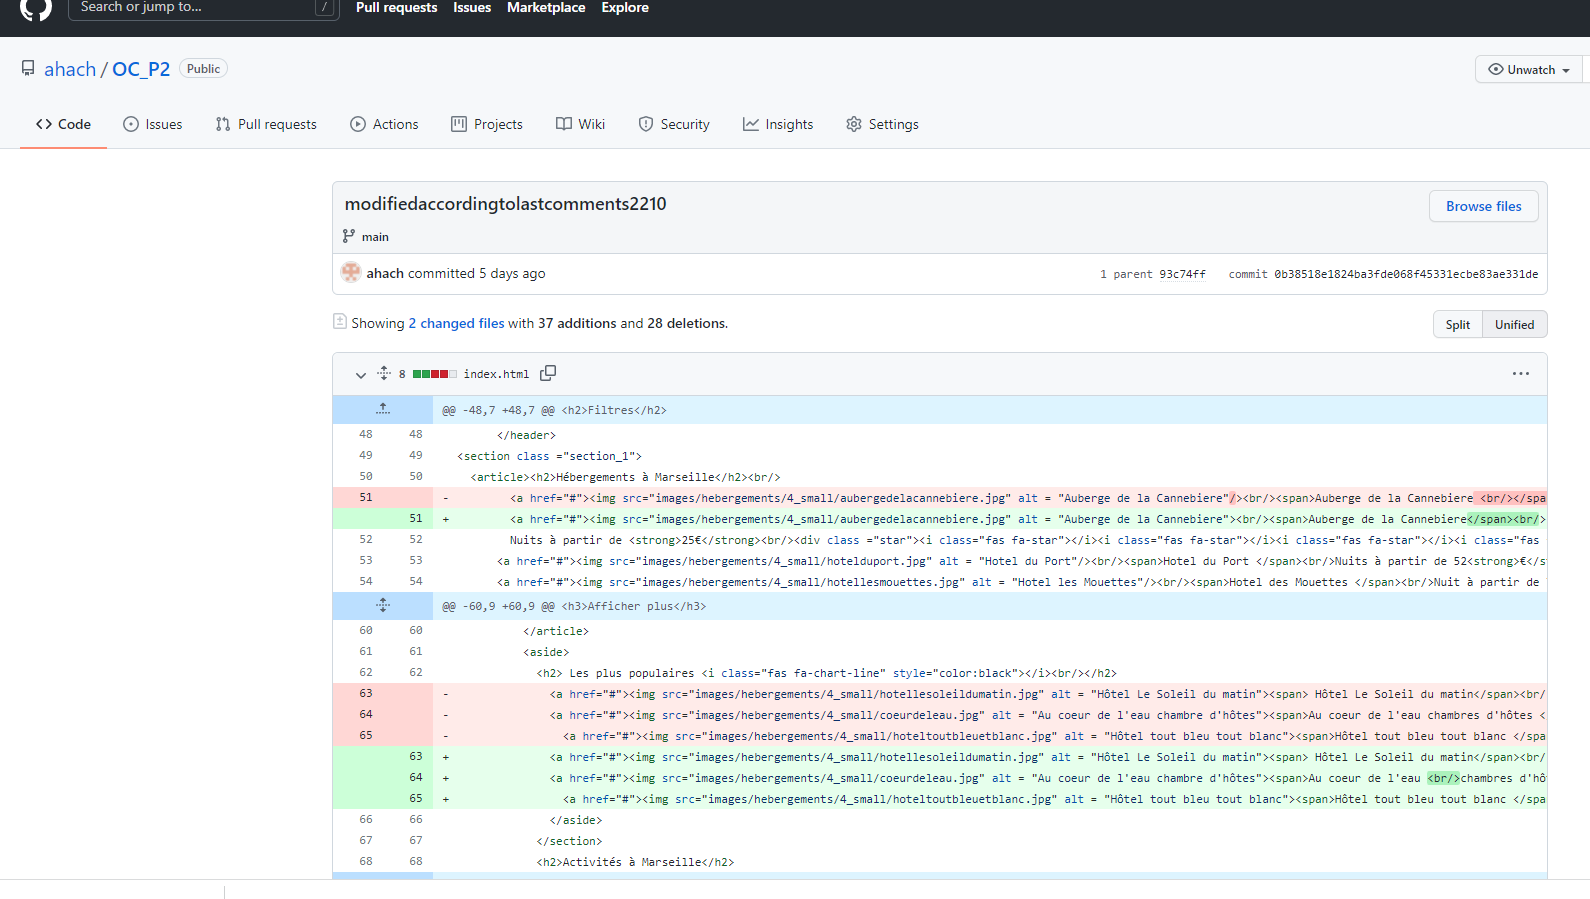 Search or jump to... / Pull requests Issues Marketplace Explore
ahach / OC_P2 Public Unwatch
Code Issues Pull requests Actions Projects Wiki Security Insights Settings
modifiedaccordingtolastcomments2210 Browse files
main
ahach committed 5 days ago 1 parent 93c74ff commit 0b38518e1824ba3fde068f45331ecbe83ae331de
Showing 2 changed files with 37 additions and 28 deletions. Split Unified
8 index.html
@@ -48,7 +48,7 @@ <h2>Filtres</h2>
48 48 </header>
49 49 <section class ="section_1">
50 50 <article><h2>Hébergements à Marseille</h2><br/>
51 - <a href="#"><img src="images/hebergements/4_small/aubergedelacannebiere.jpg" alt = "Auberge de la Cannebiere"/><br/><span>Auberge de la Cannebiere <br/></spa
51 + <a href="#"><img src="images/hebergements/4_small/aubergedelacannebiere.jpg" alt = "Auberge de la Cannebiere"><br/><span>Auberge de la Cannebiere</span><br/>
52 52 Nuits à partir de <strong>25€</strong><br/><div class ="star"><i class="fas fa-star"></i><i class="fas fa-star"></i><i class="fas fa-star"></i><i class="fas
53 53 <a href="#"><img src="images/hebergements/4_small/hotelduport.jpg" alt = "Hotel du Port"/><br/><span>Hotel du Port </span><br/>Nuits à partir de 52<strong>€</s
54 54 <a href="#"><img src="images/hebergements/4_small/hotellesmouettes.jpg" alt = "Hotel les Mouettes"/><br/><span>Hotel des Mouettes </span><br/>Nuit à partir de
@@ -60,9 +60,9 @@ <h3>Afficher plus</h3>
60 60 </article>
61 61 <aside>
62 62 <h2> Les plus populaires <i class="fas fa-chart-line" style="color:black"></i><br/></h2>
63 - <a href="#"><img src="images/hebergements/4_small/hotellesoleildumatin.jpg" alt = "Hôtel Le Soleil du matin"><span> Hôtel Le Soleil du matin</span><br/
64 - <a href="#"><img src="images/hebergements/4_small/coeurdeleau.jpg" alt = "Au coeur de l'eau chambre d'hôtes"><span>Au coeur de l'eau chambres d'hôtes <
65 - <a href="#"><img src="images/hebergements/4_small/hoteltoutbleuetblanc.jpg" alt = "Hôtel tout bleu tout blanc"><span>Hôtel tout bleu tout blanc </spa
63 + <a href="#"><img src="images/hebergements/4_small/hotellesoleildumatin.jpg" alt = "Hôtel Le Soleil du matin"><span> Hôtel Le Soleil du matin</span><br/
64 + <a href="#"><img src="images/hebergements/4_small/coeurdeleau.jpg" alt = "Au coeur de l'eau chambre d'hôtes"><span>Au coeur de l'eau <br/>chambres d'hô
65 + <a href="#"><img src="images/hebergements/4_small/hoteltoutbleuetblanc.jpg" alt = "Hôtel tout bleu tout blanc"><span>Hôtel tout bleu tout blanc </spa
66 66 </aside>
67 67 </section>
68 68 <h2>Activités à Marseille</h2>